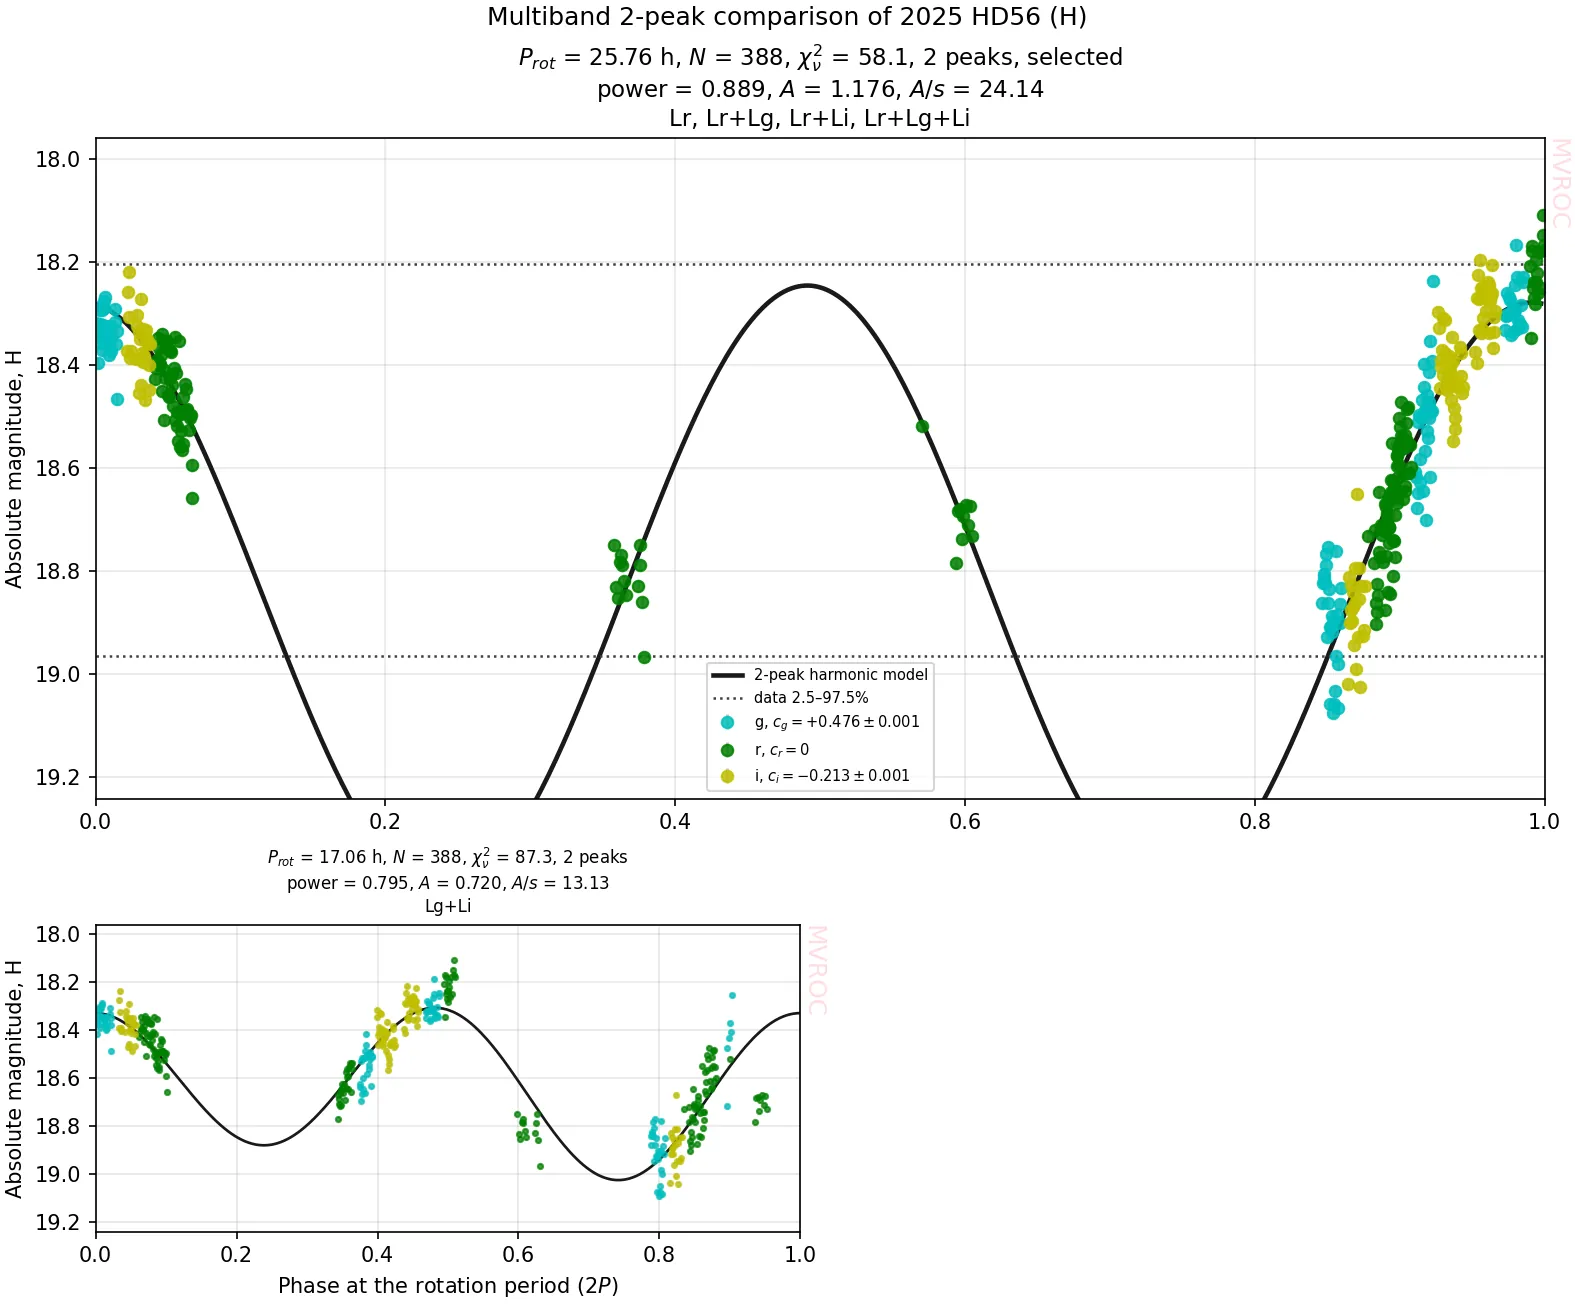 Multiband 2-peak comparison of 2025 HD56 (H)
P_rot = 25.76 h, N = 388, χ²_ν = 58.1, 2 peaks, selected
power = 0.889, A = 1.176, A/s = 24.14
Lr, Lr+Lg, Lr+Li, Lr+Lg+Li
18.0
18.2
18.4
18.6
18.8
19.0
19.2
Absolute magnitude, H
MVROC
2-peak harmonic model
data 2.5–97.5%
g, c_g = +0.476 ± 0.001
r, c_r = 0
i, c_i = −0.213 ± 0.001
0.0 0.2 0.4 0.6 0.8 1.0
P_rot = 17.06 h, N = 388, χ²_ν = 87.3, 2 peaks
power = 0.795, A = 0.720, A/s = 13.13
Lg+Li
18.0
18.2
18.4
18.6
18.8
19.0
19.2
Absolute magnitude, H
MVROC
0.0 0.2 0.4 0.6 0.8 1.0
Phase at the rotation period (2P)